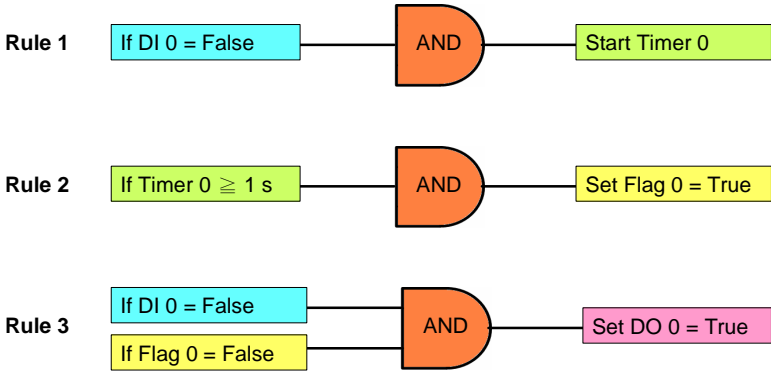 Rule 1
If DI 0 = False
AND
Start Timer 0
Rule 2
If Timer 0 ≧ 1 s
AND
Set Flag 0 = True
Rule 3
If DI 0 = False
If Flag 0 = False
AND
Set DO 0 = True